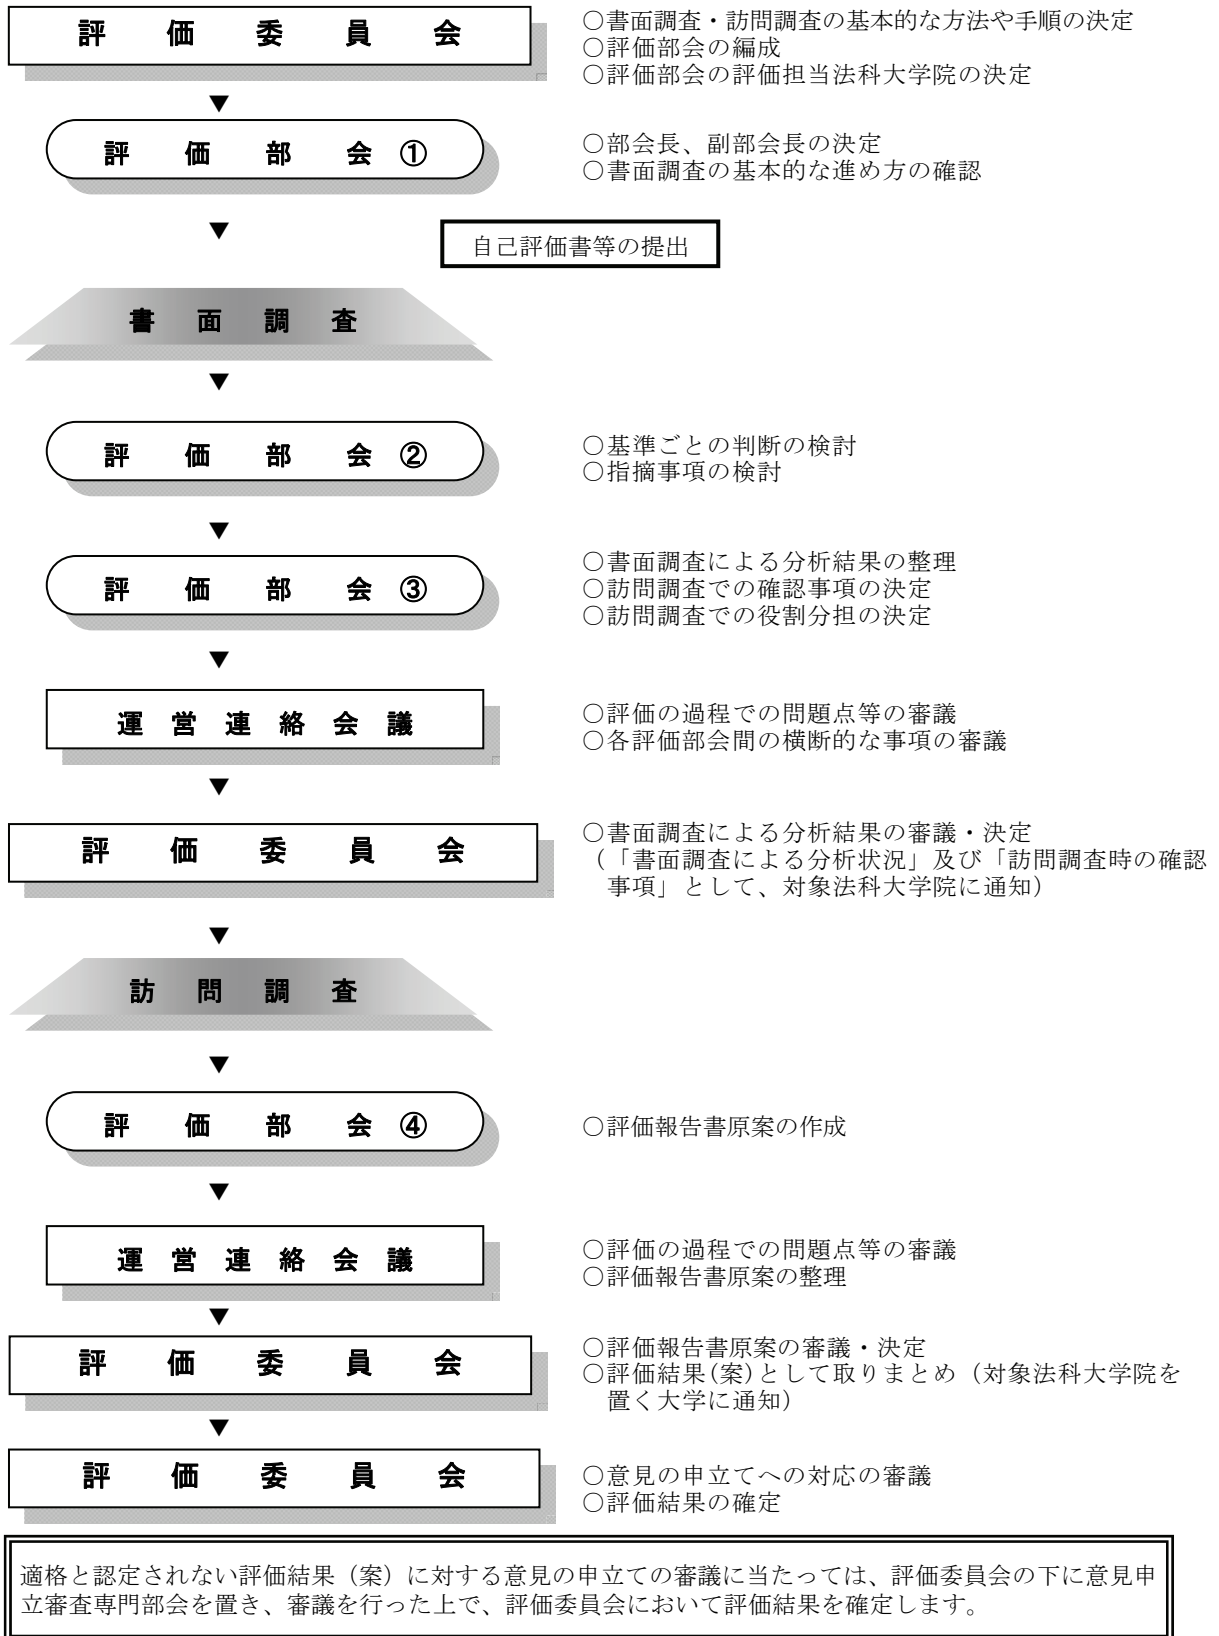 評価委員会
○書面調査・訪問調査の基本的な方法や手順の決定
○評価部会の編成
○評価部会の評価担当法科大学院の決定
▼
評価部会①
○部会長、副部会長の決定
○書面調査の基本的な進め方の確認
▼
自己評価書等の提出
書面調査
▼
評価部会②
○基準ごとの判断の検討
○指摘事項の検討
▼
評価部会③
○書面調査による分析結果の整理
○訪問調査での確認事項の決定
○訪問調査での役割分担の決定
▼
運営連絡会議
○評価の過程での問題点等の審議
○各評価部会間の横断的な事項の審議
▼
評価委員会
○書面調査による分析結果の審議・決定
（「書面調査による分析状況」及び「訪問調査時の確認
事項」として、対象法科大学院に通知）
▼
訪問調査
▼
評価部会④
○評価報告書原案の作成
▼
運営連絡会議
○評価の過程での問題点等の審議
○評価報告書原案の整理
▼
評価委員会
○評価報告書原案の審議・決定
○評価結果(案)として取りまとめ（対象法科大学院を
置く大学に通知）
▼
評価委員会
○意見の申立てへの対応の審議
○評価結果の確定
適格と認定されない評価結果（案）に対する意見の申立ての審議に当たっては、評価委員会の下に意見申
立審査専門部会を置き、審議を行った上で、評価委員会において評価結果を確定します。